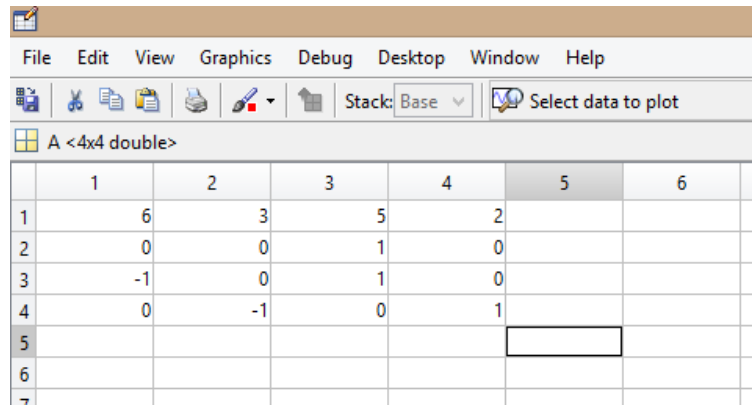 File Edit View Graphics Debug Desktop Window Help
Stack: Base Select data to plot
A <4x4 double>
1 2 3 4 5 6
1 6 3 5 2
2 0 0 1 0
3 -1 0 1 0
4 0 -1 0 1
5
6
7